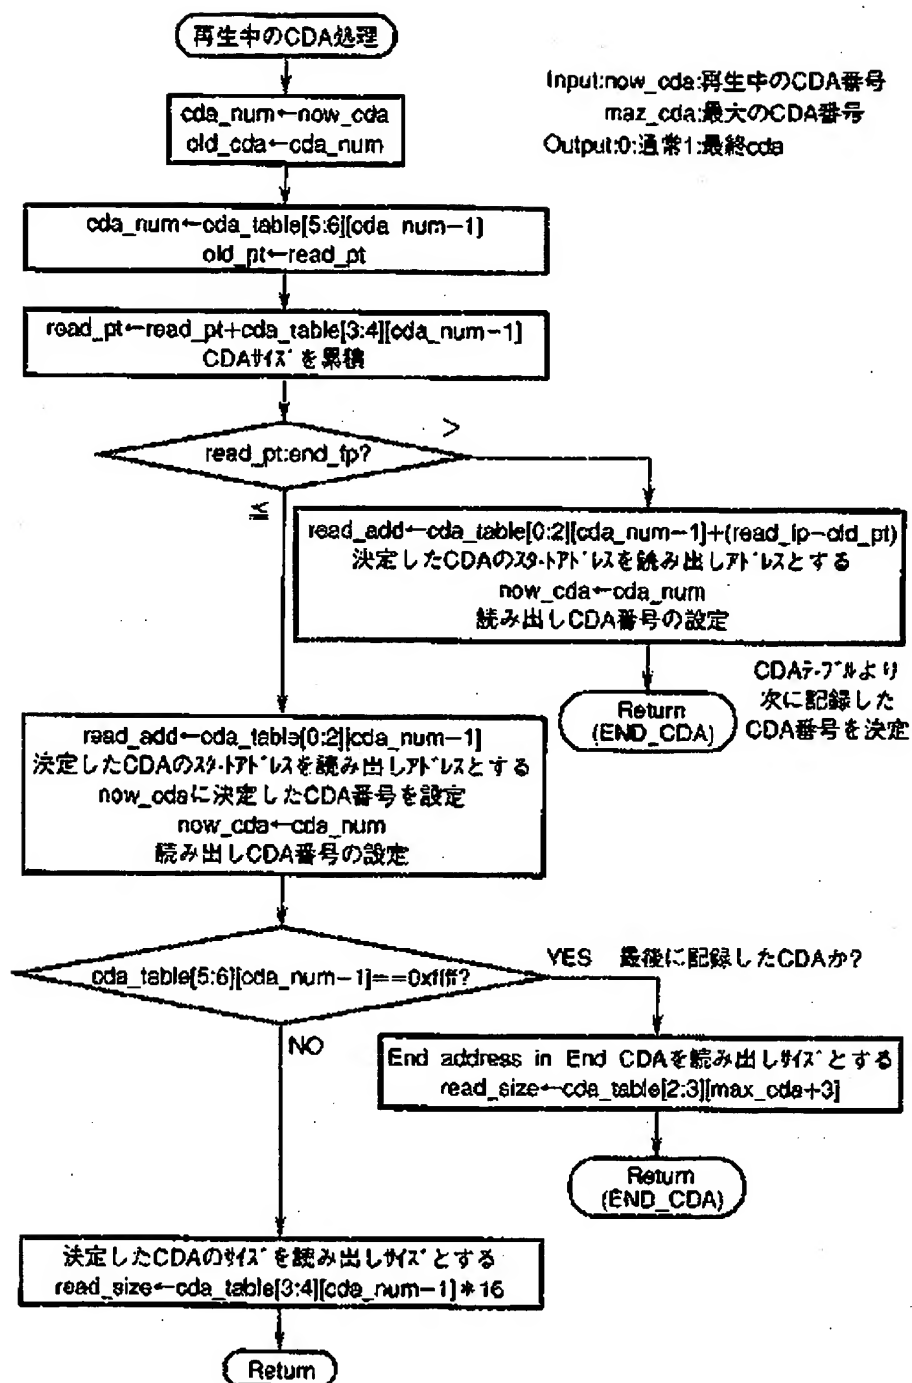 再生中のCDA処理
Input:now_cda:再生中のCDA番号
maz_cda:最大のCDA番号
Output:0:通常1:最終cda
cda_num←now_cda
old_cda←cda_num
cda_num←cda_table[5:6][cda_num−1]
old_pt←read_pt
read_pt←read_pt+cda_table[3:4][cda_num−1]
CDAｻｲｽﾞを累積
>
read_pt:end_fp?
≦
read_add←cda_table[0:2][cda_num−1]+(read_fp−old_pt)
決定したCDAのｽﾀｰﾄｱﾄﾞﾚｽを読み出しｱﾄﾞﾚｽとする
now_cda←cda_num
読み出しCDA番号の設定
Return
(END_CDA)
CDAﾃｰﾌﾞﾙより
次に記録した
CDA番号を決定
read_add←cda_table[0:2][cda_num−1]
決定したCDAのｽﾀｰﾄｱﾄﾞﾚｽを読み出しｱﾄﾞﾚｽとする
now_cdaに決定したCDA番号を設定
now_cda←cda_num
読み出しCDA番号の設定
cda_table[5:6][cda_num−1]==0xffff?
YES 最後に記録したCDAか?
NO
End address in End CDAを読み出しｻｲｽﾞとする
read_size←cda_table[2:3][max_cda+3]
Return
(END_CDA)
決定したCDAのｻｲｽﾞを読み出しｻｲｽﾞとする
read_size←cda_table[3:4][cda_num−1]*16
Return